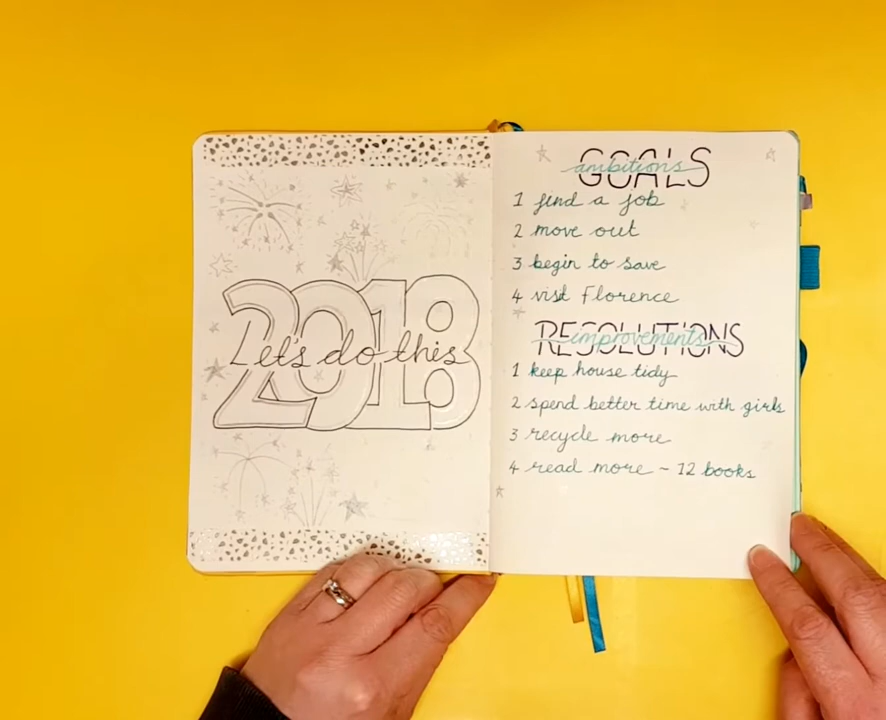 2018
Let's do this
GOALS
ambitions
1 find a job
2 move out
3 begin to save
4 visit Florence
RESOLUTIONS
improvements
1 keep house tidy
2 spend better time with girls
3 recycle more
4 read more ~ 12 books